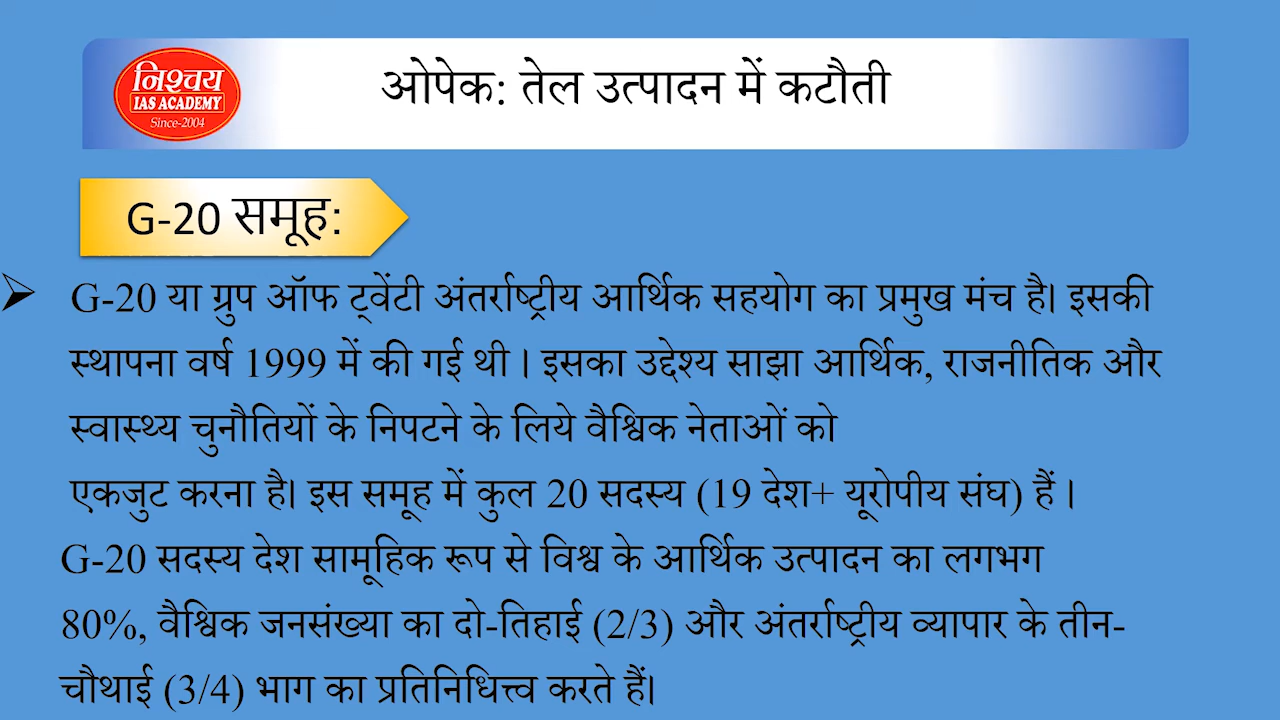 निश्चय
IAS ACADEMY
Since-2004
ओपेक: तेल उत्पादन में कटौती
G-20 समूह:
G-20 या ग्रुप ऑफ ट्वेंटी अंतर्राष्ट्रीय आर्थिक सहयोग का प्रमुख मंच है। इसकी
स्थापना वर्ष 1999 में की गई थी । इसका उद्देश्य साझा आर्थिक, राजनीतिक और
स्वास्थ्य चुनौतियों के निपटने के लिये वैश्विक नेताओं को
एकजुट करना है। इस समूह में कुल 20 सदस्य (19 देश+ यूरोपीय संघ) हैं ।
G-20 सदस्य देश सामूहिक रूप से विश्व के आर्थिक उत्पादन का लगभग
80%, वैश्विक जनसंख्या का दो-तिहाई (2/3) और अंतर्राष्ट्रीय व्यापार के तीन-
चौथाई (3/4) भाग का प्रतिनिधित्त्व करते हैं।